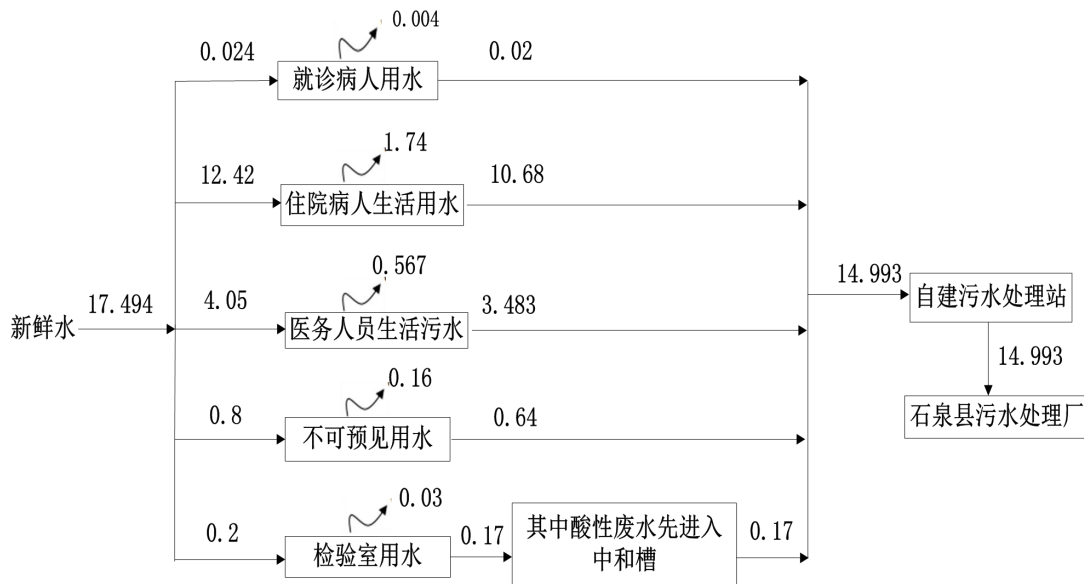 0.004
0.024
0.02
就诊病人用水
1.74
12.42
10.68
住院病人生活用水
0.567
4.05
3.483
14.993
自建污水处理站
17.494
新鲜水
医务人员生活污水
0.16
14.993
0.8
0.64
不可预见用水
石泉县污水处理厂
0.03
0.2
检验室用水
0.17
其中酸性废水先进入
中和槽
0.17